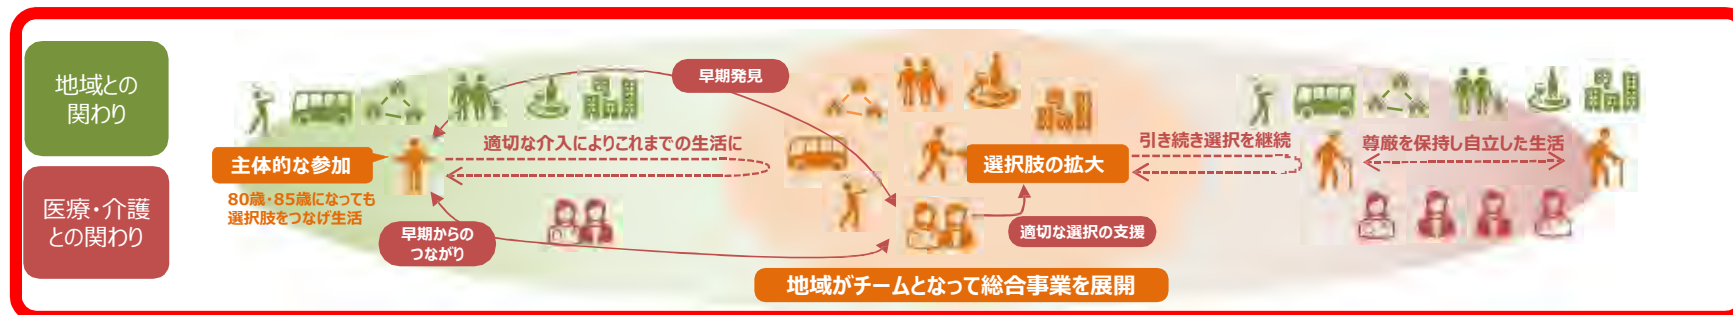 地域との
関わり
医療・介護
との関わり
早期発見
適切な介入によりこれまでの生活に
主体的な参加
80歳・85歳になっても
選択肢をつなげ生活
早期からの
つながり
選択肢の拡大
適切な選択の支援
引き続き選択を継続
尊厳を保持し自立した生活
地域がチームとなって総合事業を展開